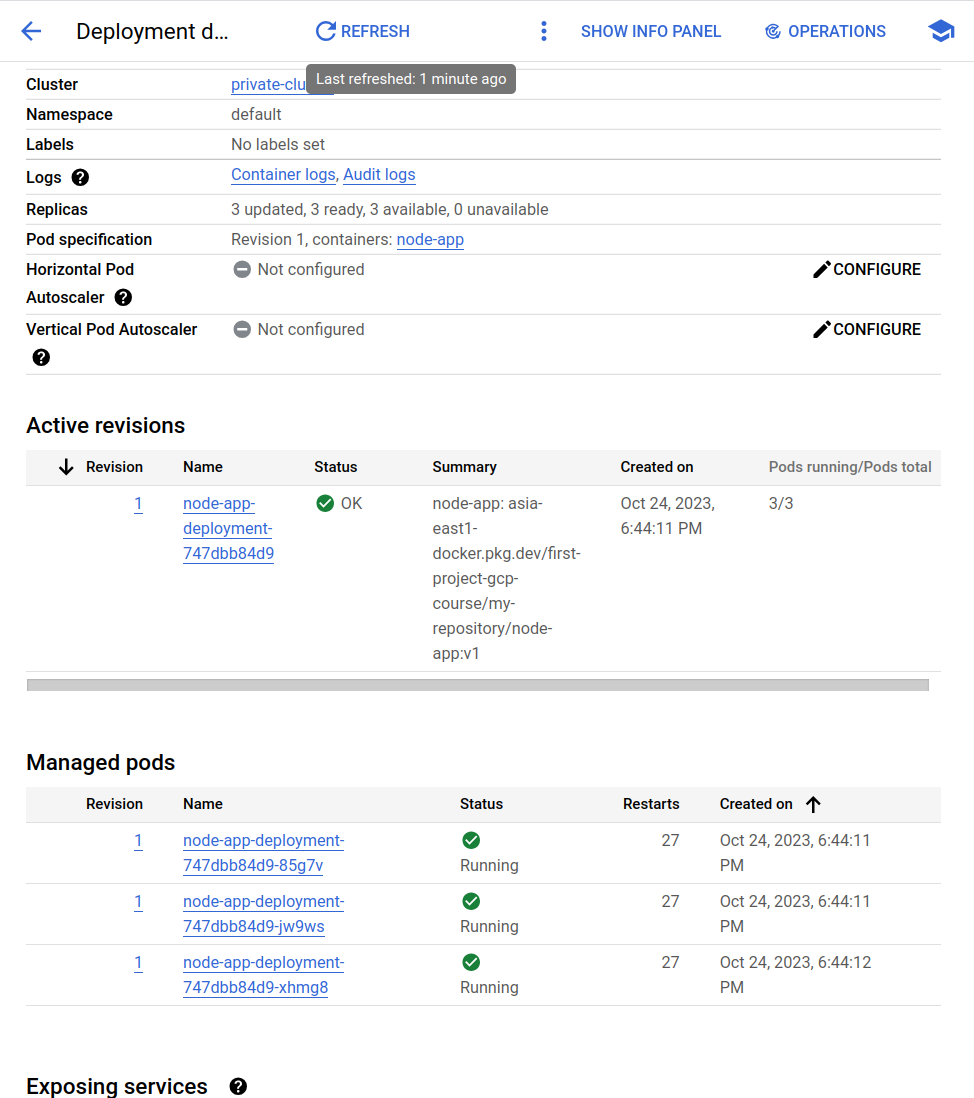 Deployment d...
REFRESH
SHOW INFO PANEL
OPERATIONS
Last refreshed: 1 minute ago
Cluster private-clu
Namespace default
Labels No labels set
Logs Container logs, Audit logs
Replicas 3 updated, 3 ready, 3 available, 0 unavailable
Pod specification Revision 1, containers: node-app
Horizontal Pod Not configured CONFIGURE
Autoscaler
Vertical Pod Autoscaler Not configured CONFIGURE
Active revisions
Revision Name Status Summary Created on Pods running/Pods total
1 node-app- OK node-app: asia- Oct 24, 2023, 3/3
deployment- east1- 6:44:11 PM
747dbb84d9 docker.pkg.dev/first-
project-gcp-
course/my-
repository/node-
app:v1
Managed pods
Revision Name Status Restarts Created on
1 node-app-deployment- 27 Oct 24, 2023, 6:44:11
747dbb84d9-85g7v Running PM
1 node-app-deployment- 27 Oct 24, 2023, 6:44:11
747dbb84d9-jw9ws Running PM
1 node-app-deployment- 27 Oct 24, 2023, 6:44:12
747dbb84d9-xhmg8 Running PM
Exposing services